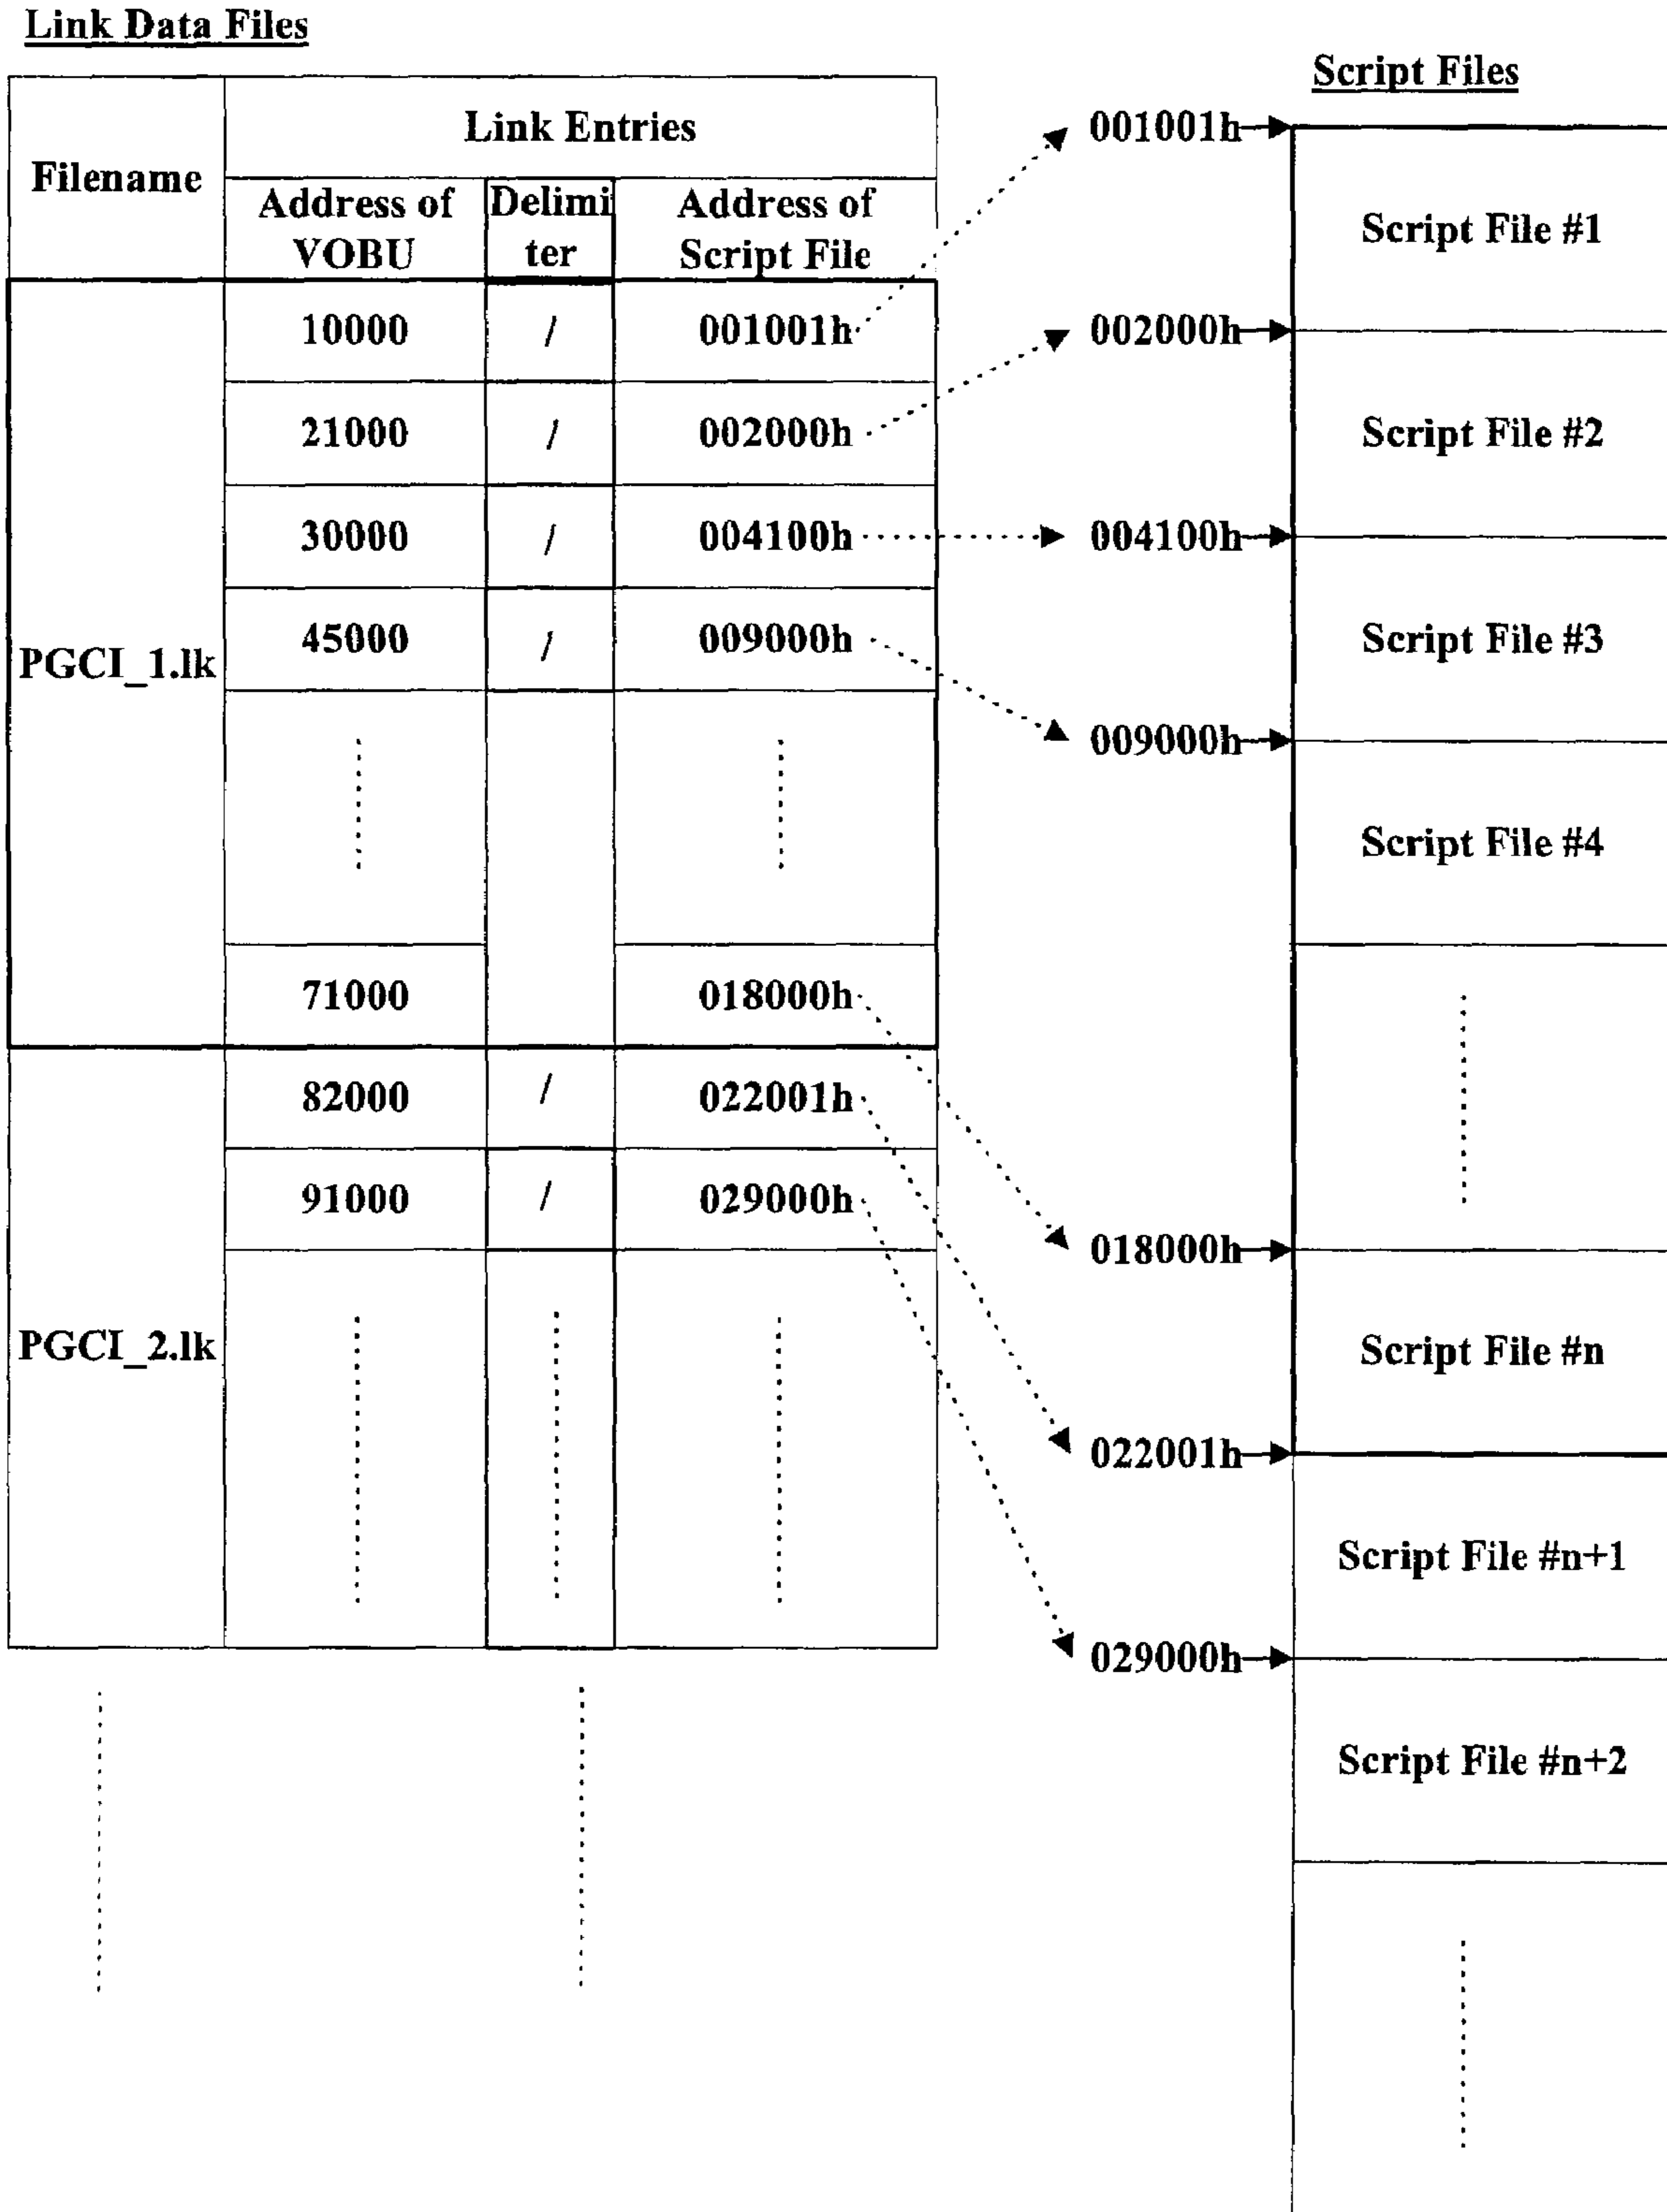 Link Data Files
Filename
Link Entries
Address of
VOBU
Delimi
ter
Address of
Script File
PGCI_1.lk
10000 / 001001h
21000 / 002000h
30000 / 004100h
45000 / 009000h
71000 018000h
PGCI_2.lk
82000 / 022001h
91000 / 029000h
Script Files
001001h
Script File #1
002000h
Script File #2
004100h
Script File #3
009000h
Script File #4
018000h
Script File #n
022001h
Script File #n+1
029000h
Script File #n+2